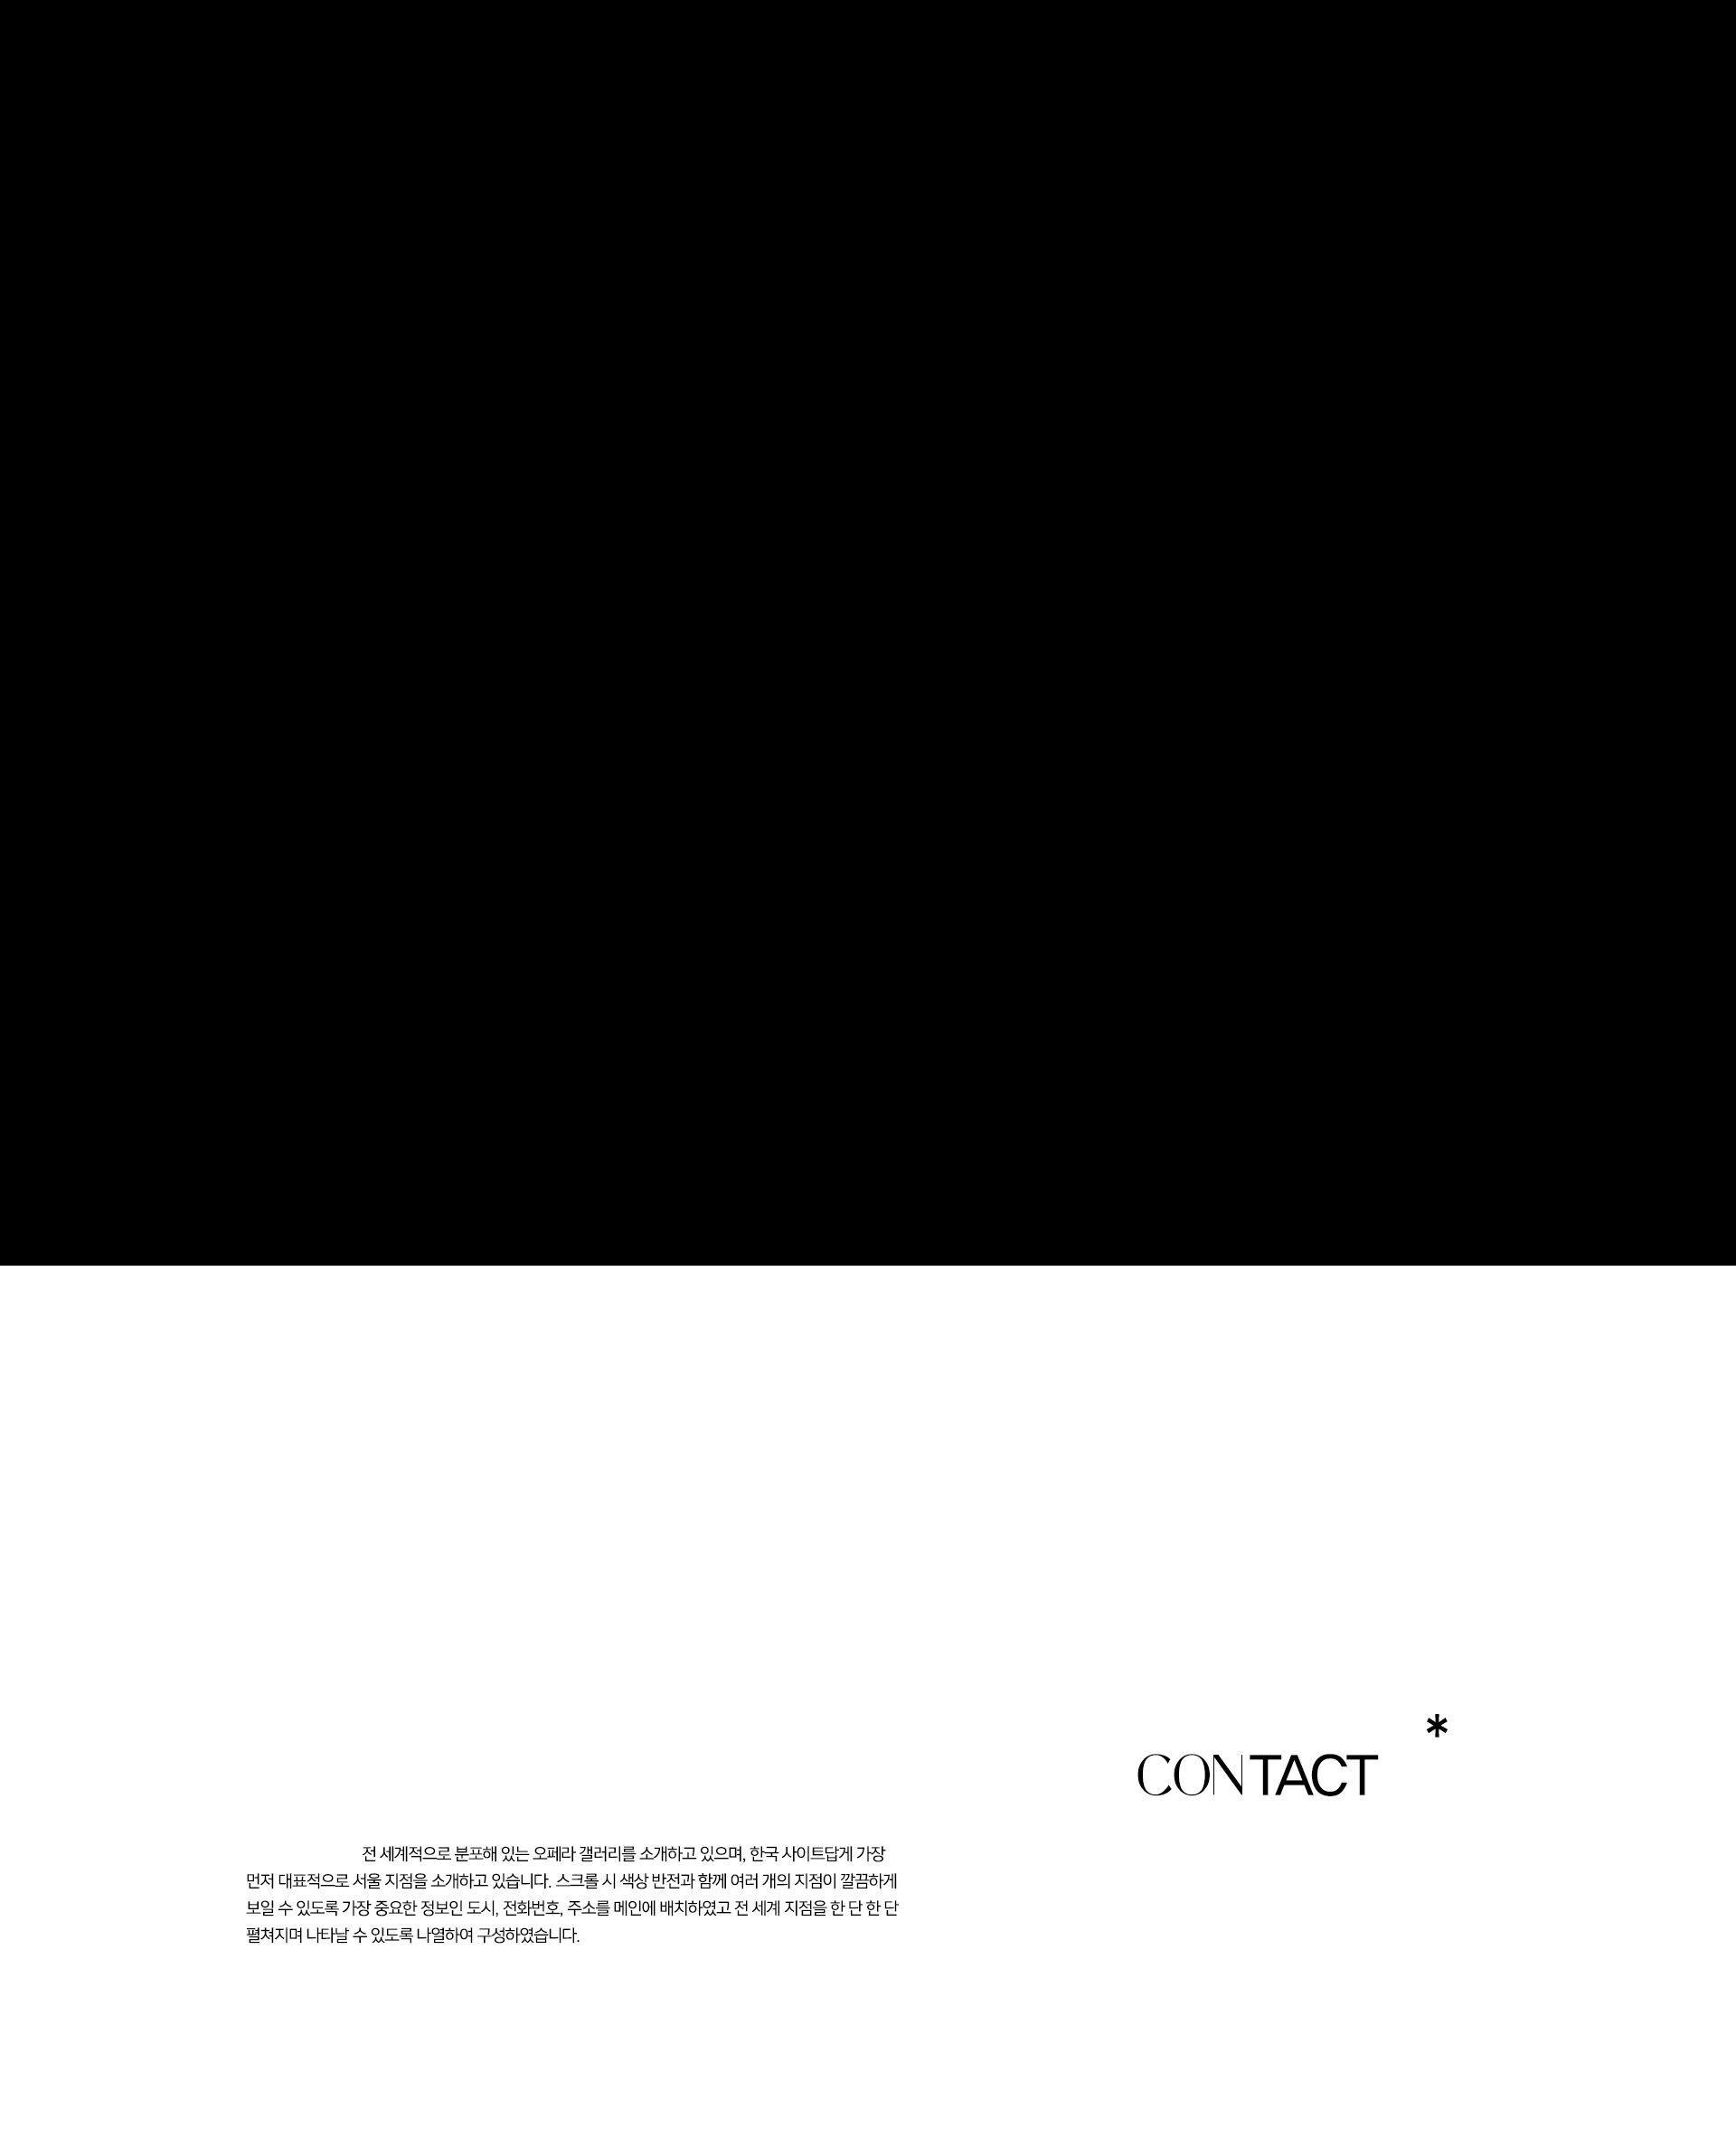 *
CONTACT
전 세계적으로 분포해 있는 오페라 갤러리를 소개하고 있으며, 한국 사이트답게 가장
먼저 대표적으로 서울 지점을 소개하고 있습니다. 스크롤 시 색상 반전과 함께 여러 개의 지점이 깔끔하게
보일 수 있도록 가장 중요한 정보인 도시, 전화번호, 주소를 메인에 배치하였고 전 세계 지점을 한 단 한 단
펼쳐지며 나타날 수 있도록 나열하여 구성하였습니다.